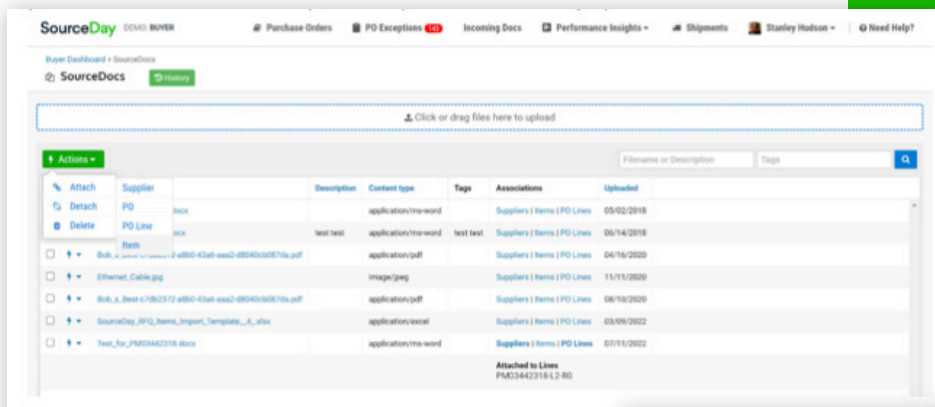 SourceDay DEMO BUYER Purchase Orders PO Exceptions 143 Incoming Docs Performance Insights Shipments Stanley Hudson Need Help?
Buyer Dashboard › SourceDocs
SourceDocs History
Click or drag files here to upload
Actions Filename or Description Tags
Attach Supplier Description Content type Tags Associations Uploaded
Detach PO .docx application/ms-word Suppliers | Items | PO Lines 05/02/2018
Delete PO Line .docx test test application/ms-word test test Suppliers | Items | PO Lines 06/14/2018
Item application/pdf Suppliers | Items | PO Lines 04/16/2020
Ethernet_Cable.jpg image/jpeg Suppliers | Items | PO Lines 11/11/2020
application/pdf Suppliers | Items | PO Lines 08/10/2020
SourceDay_RFQ_Items_Import_Template__4_.xlsx application/excel Suppliers | Items | PO Lines 03/09/2022
Test_for_PM03442318.docx application/ms-word Suppliers | Items | PO Lines 07/11/2022
Attached to Lines
PM03442318-L2-R0